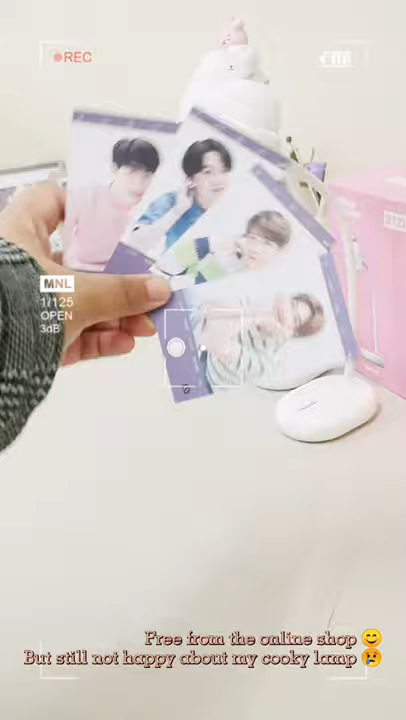 REC
MNL
1/125
OPEN
3dB
Free from the online shop 😊
But still not happy about my cooky lamp 😢